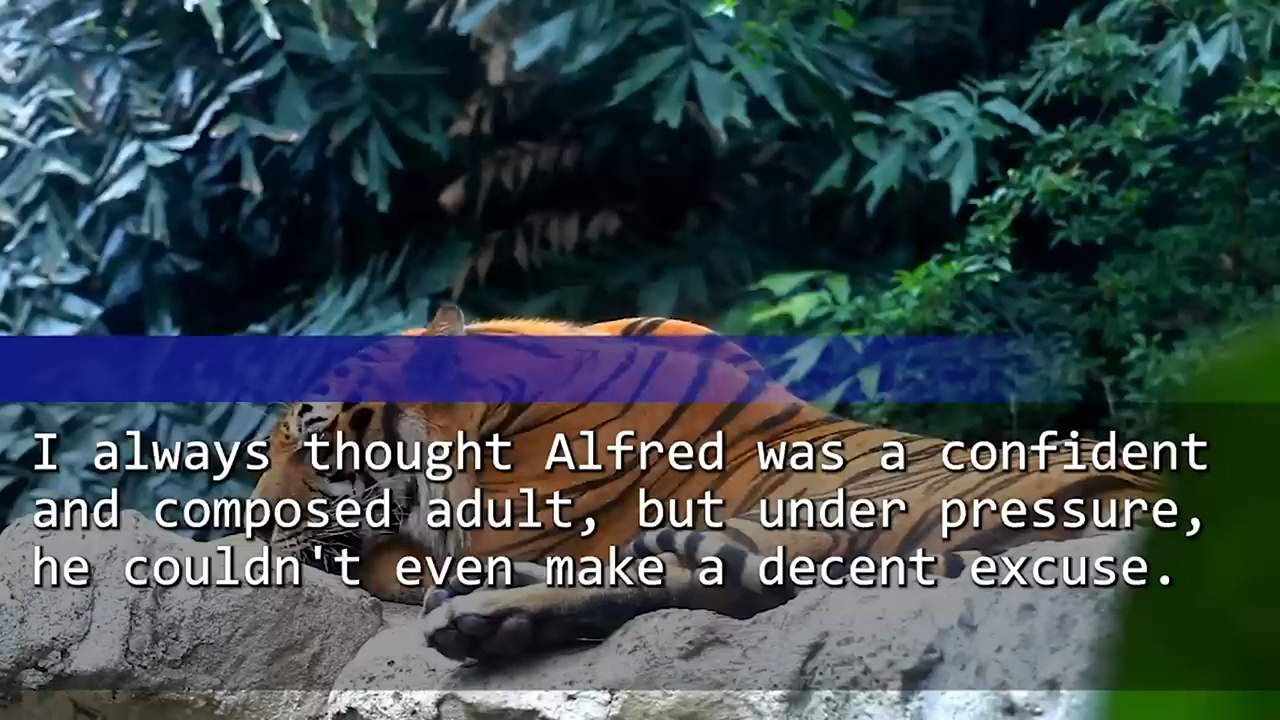 I always thought Alfred was a confident
and composed adult, but under pressure,
he couldn't even make a decent excuse.